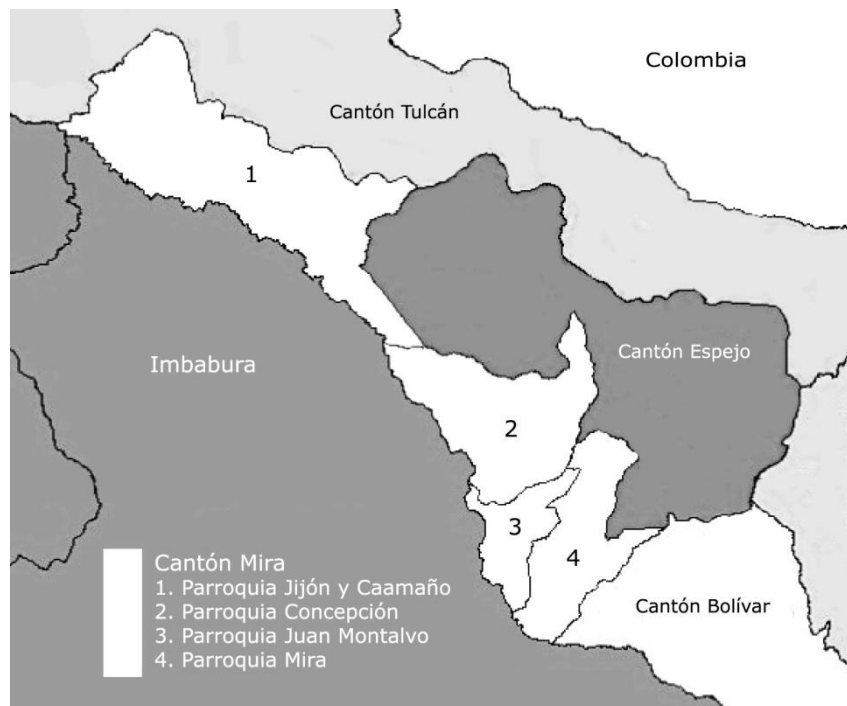 Colombia
Cantón Tulcán
1
Imbabura
Cantón Espejo
2
3
4
Cantón Mira
1. Parroquia Jijón y Caamaño
2. Parroquia Concepción
3. Parroquia Juan Montalvo
4. Parroquia Mira
Cantón Bolívar